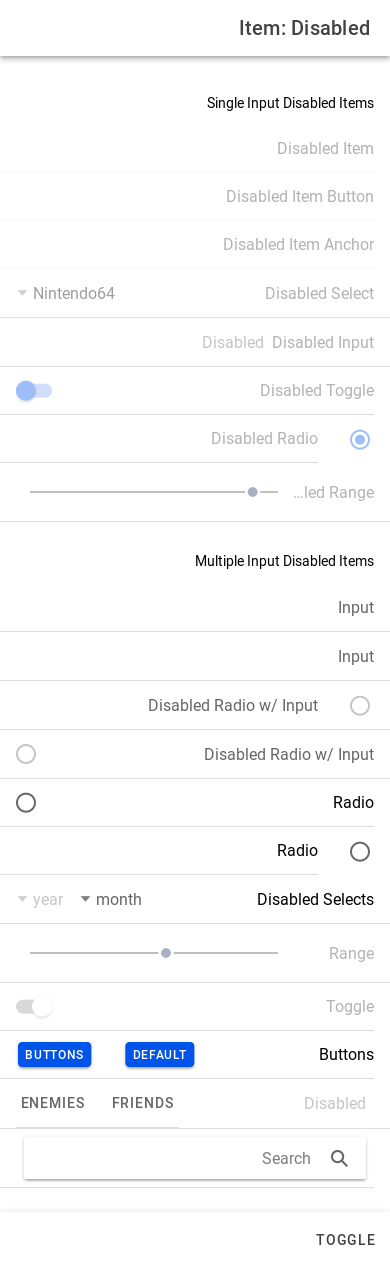 Item: Disabled
Single Input Disabled Items
Disabled Item
Disabled Item Button
Disabled Item Anchor
Disabled Select Nintendo64
Disabled Input Disabled
Disabled Toggle
Disabled Radio
...led Range
Multiple Input Disabled Items
Input
Input
Disabled Radio w/ Input
Disabled Radio w/ Input
Radio
Radio
Disabled Selects month year
Range
Toggle
Buttons DEFAULT BUTTONS
Disabled FRIENDS ENEMIES
Search
TOGGLE